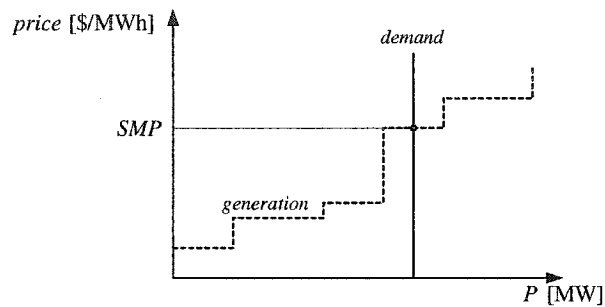 price [$/MWh]
demand
SMP
generation
P [MW]